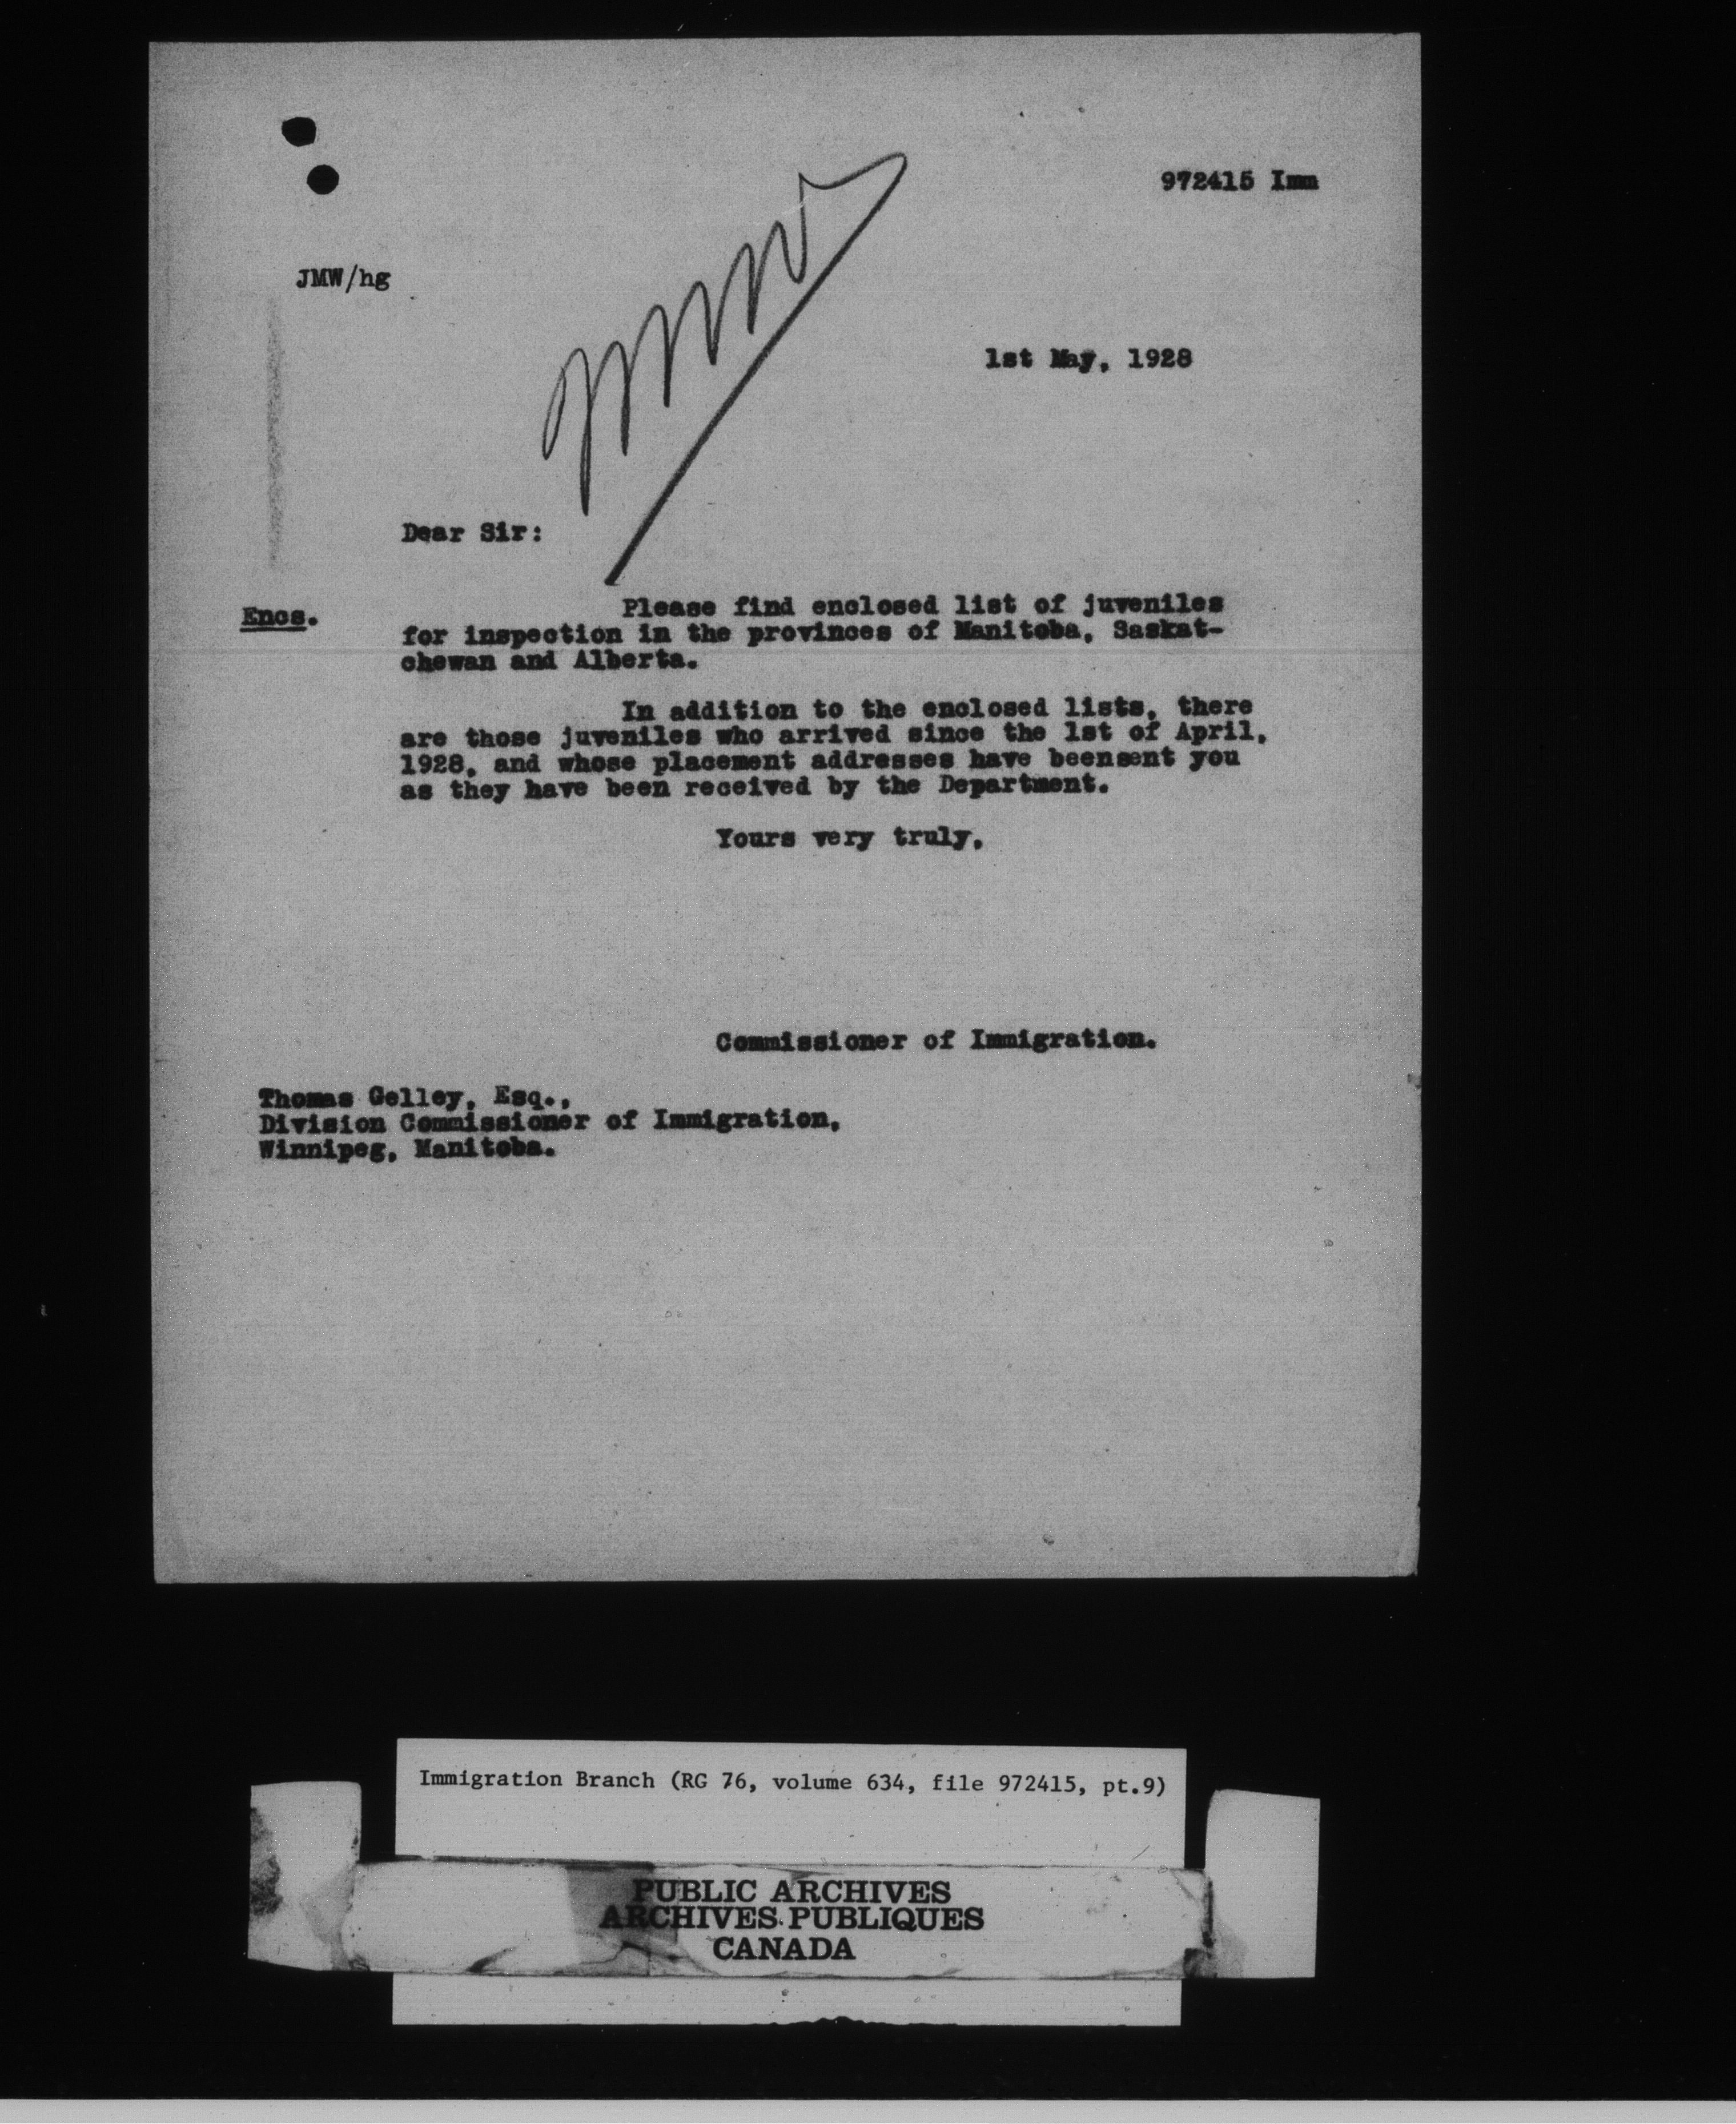 972415 Imm
JMW/hg
1st May, 1928
Dear Sir:
Encs.
Please find enclosed list of juveniles
for inspection in the provinces of Manitoba, Saskat-
chewan and Alberta.
In addition to the enclosed lists, there
are those juveniles who arrived since the 1st of April,
1928, and whose placement addresses have beensent you
as they have been received by the Department.
Yours very truly,
Commissioner of Immigration.
Thomas Gelley, Esq.,
Division Commissioner of Immigration,
Winnipeg, Manitoba.
Immigration Branch (RG 76, volume 634, file 972415, pt.9)
PUBLIC ARCHIVES
ARCHIVES PUBLIQUES
CANADA